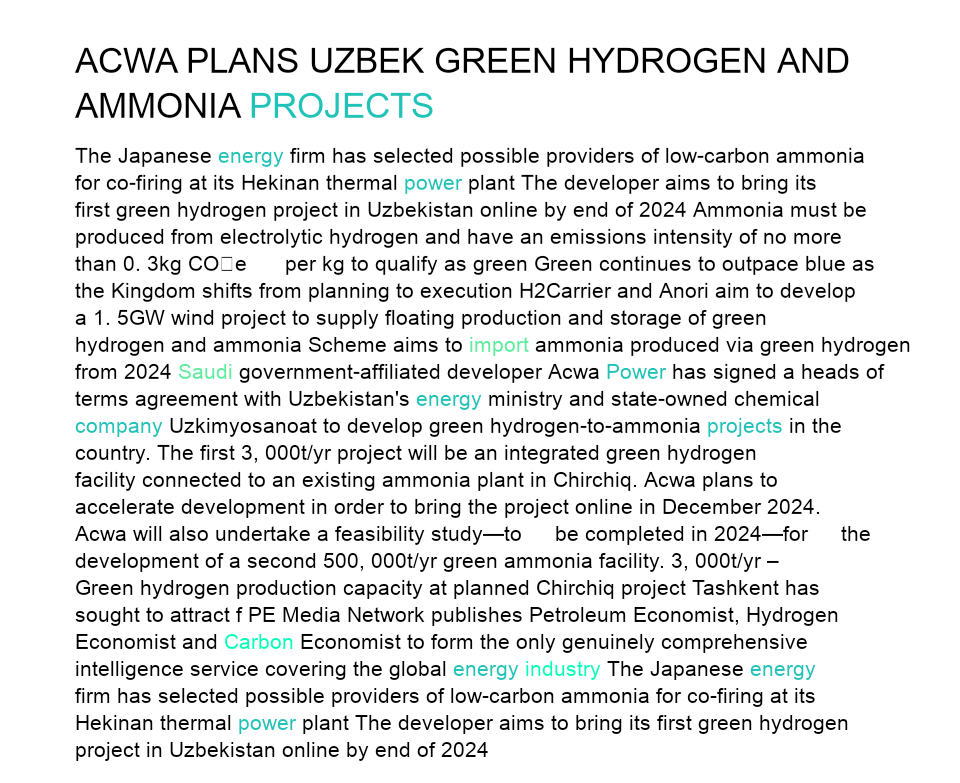 ACWA PLANS UZBEK GREEN HYDROGEN AND
AMMONIA PROJECTS
The Japanese energy firm has selected possible providers of low-carbon ammonia
for co-firing at its Hekinan thermal power plant The developer aims to bring its
first green hydrogen project in Uzbekistan online by end of 2024 Ammonia must be
produced from electrolytic hydrogen and have an emissions intensity of no more
than 0. 3kg CO□e per kg to qualify as green Green continues to outpace blue as
the Kingdom shifts from planning to execution H2Carrier and Anori aim to develop
a 1. 5GW wind project to supply floating production and storage of green
hydrogen and ammonia Scheme aims to import ammonia produced via green hydrogen
from 2024 Saudi government-affiliated developer Acwa Power has signed a heads of
terms agreement with Uzbekistan's energy ministry and state-owned chemical
company Uzkimyosanoat to develop green hydrogen-to-ammonia projects in the
country. The first 3, 000t/yr project will be an integrated green hydrogen
facility connected to an existing ammonia plant in Chirchiq. Acwa plans to
accelerate development in order to bring the project online in December 2024.
Acwa will also undertake a feasibility study—to be completed in 2024—for the
development of a second 500, 000t/yr green ammonia facility. 3, 000t/yr –
Green hydrogen production capacity at planned Chirchiq project Tashkent has
sought to attract f PE Media Network publishes Petroleum Economist, Hydrogen
Economist and Carbon Economist to form the only genuinely comprehensive
intelligence service covering the global energy industry The Japanese energy
firm has selected possible providers of low-carbon ammonia for co-firing at its
Hekinan thermal power plant The developer aims to bring its first green hydrogen
project in Uzbekistan online by end of 2024